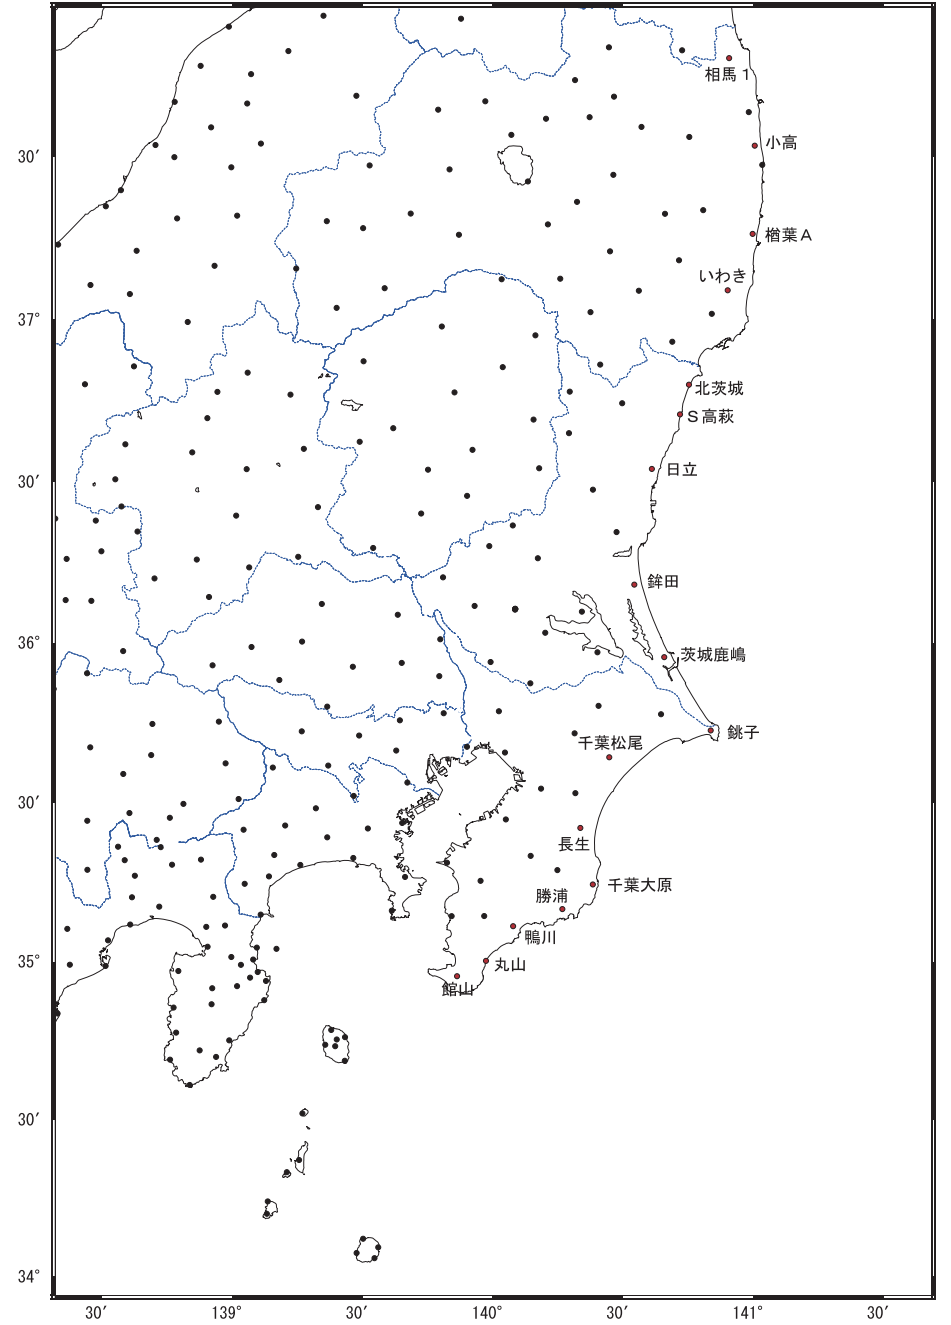 相馬１
小高
30′
楢葉Ａ
いわき
37°
北茨城
Ｓ高萩
日立
30′
鉾田
36°
茨城鹿嶋
銚子
千葉松尾
30′
長生
千葉大原
勝浦
鴨川
35°
丸山
館山
30′
34°
30′ 139° 30′ 140° 30′ 141° 30′